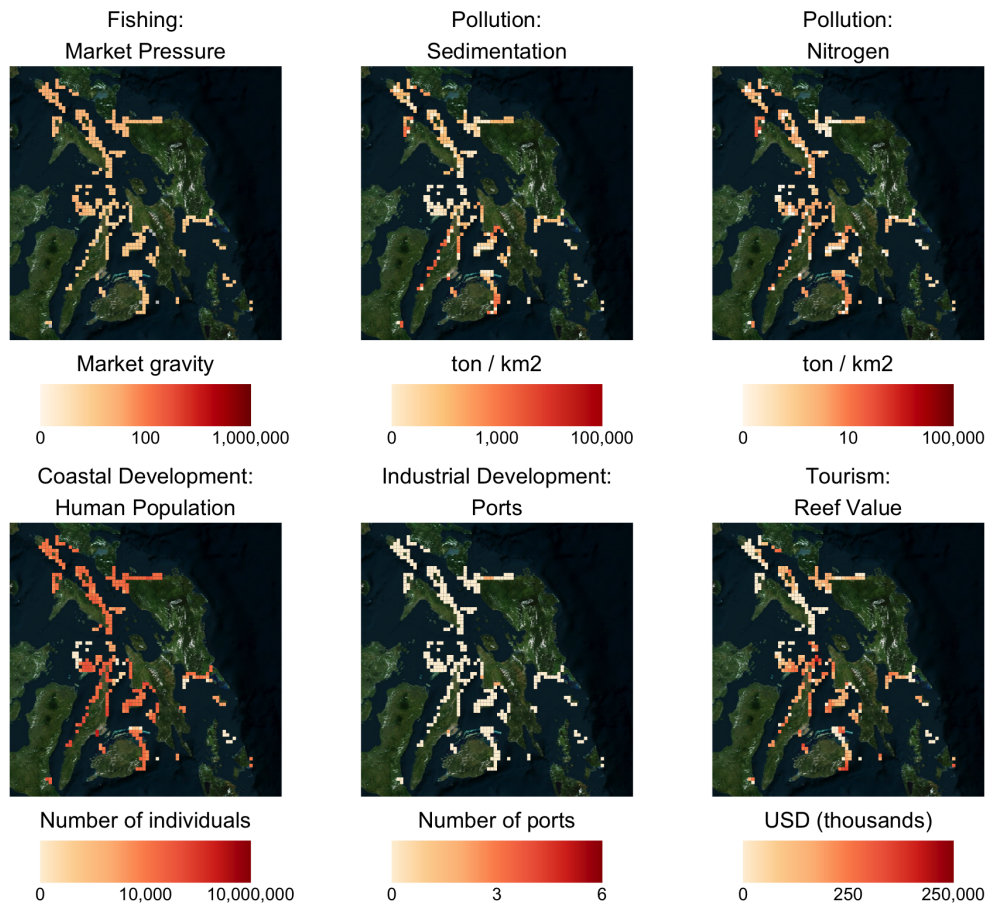 Fishing:
Market Pressure
Pollution:
Sedimentation
Pollution:
Nitrogen
Market gravity
0 100 1,000,000
ton / km2
0 1,000 100,000
ton / km2
0 10 100,000
Coastal Development:
Human Population
Industrial Development:
Ports
Tourism:
Reef Value
Number of individuals
0 10,000 10,000,000
Number of ports
0 3 6
USD (thousands)
0 250 250,000